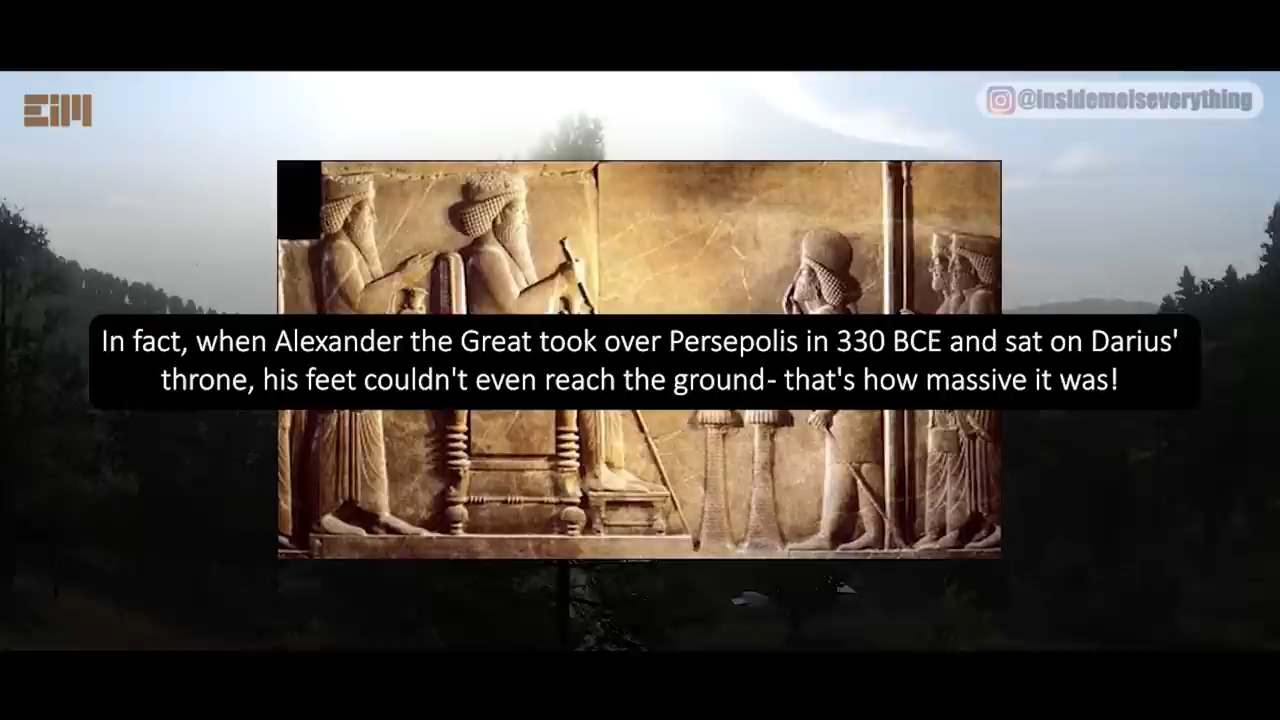 EiM
@insidemeiseverything
In fact, when Alexander the Great took over Persepolis in 330 BCE and sat on Darius'
throne, his feet couldn't even reach the ground- that's how massive it was!